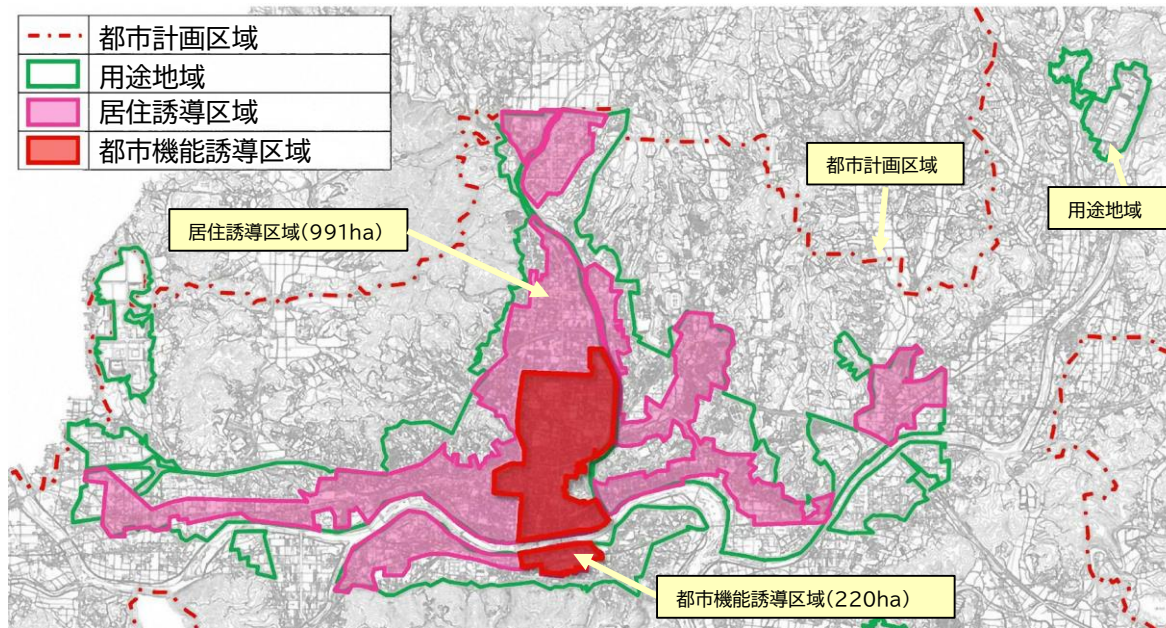 都市計画区域
用途地域
居住誘導区域
都市機能誘導区域
都市計画区域
用途地域
居住誘導区域(991ha)
都市機能誘導区域(220ha)